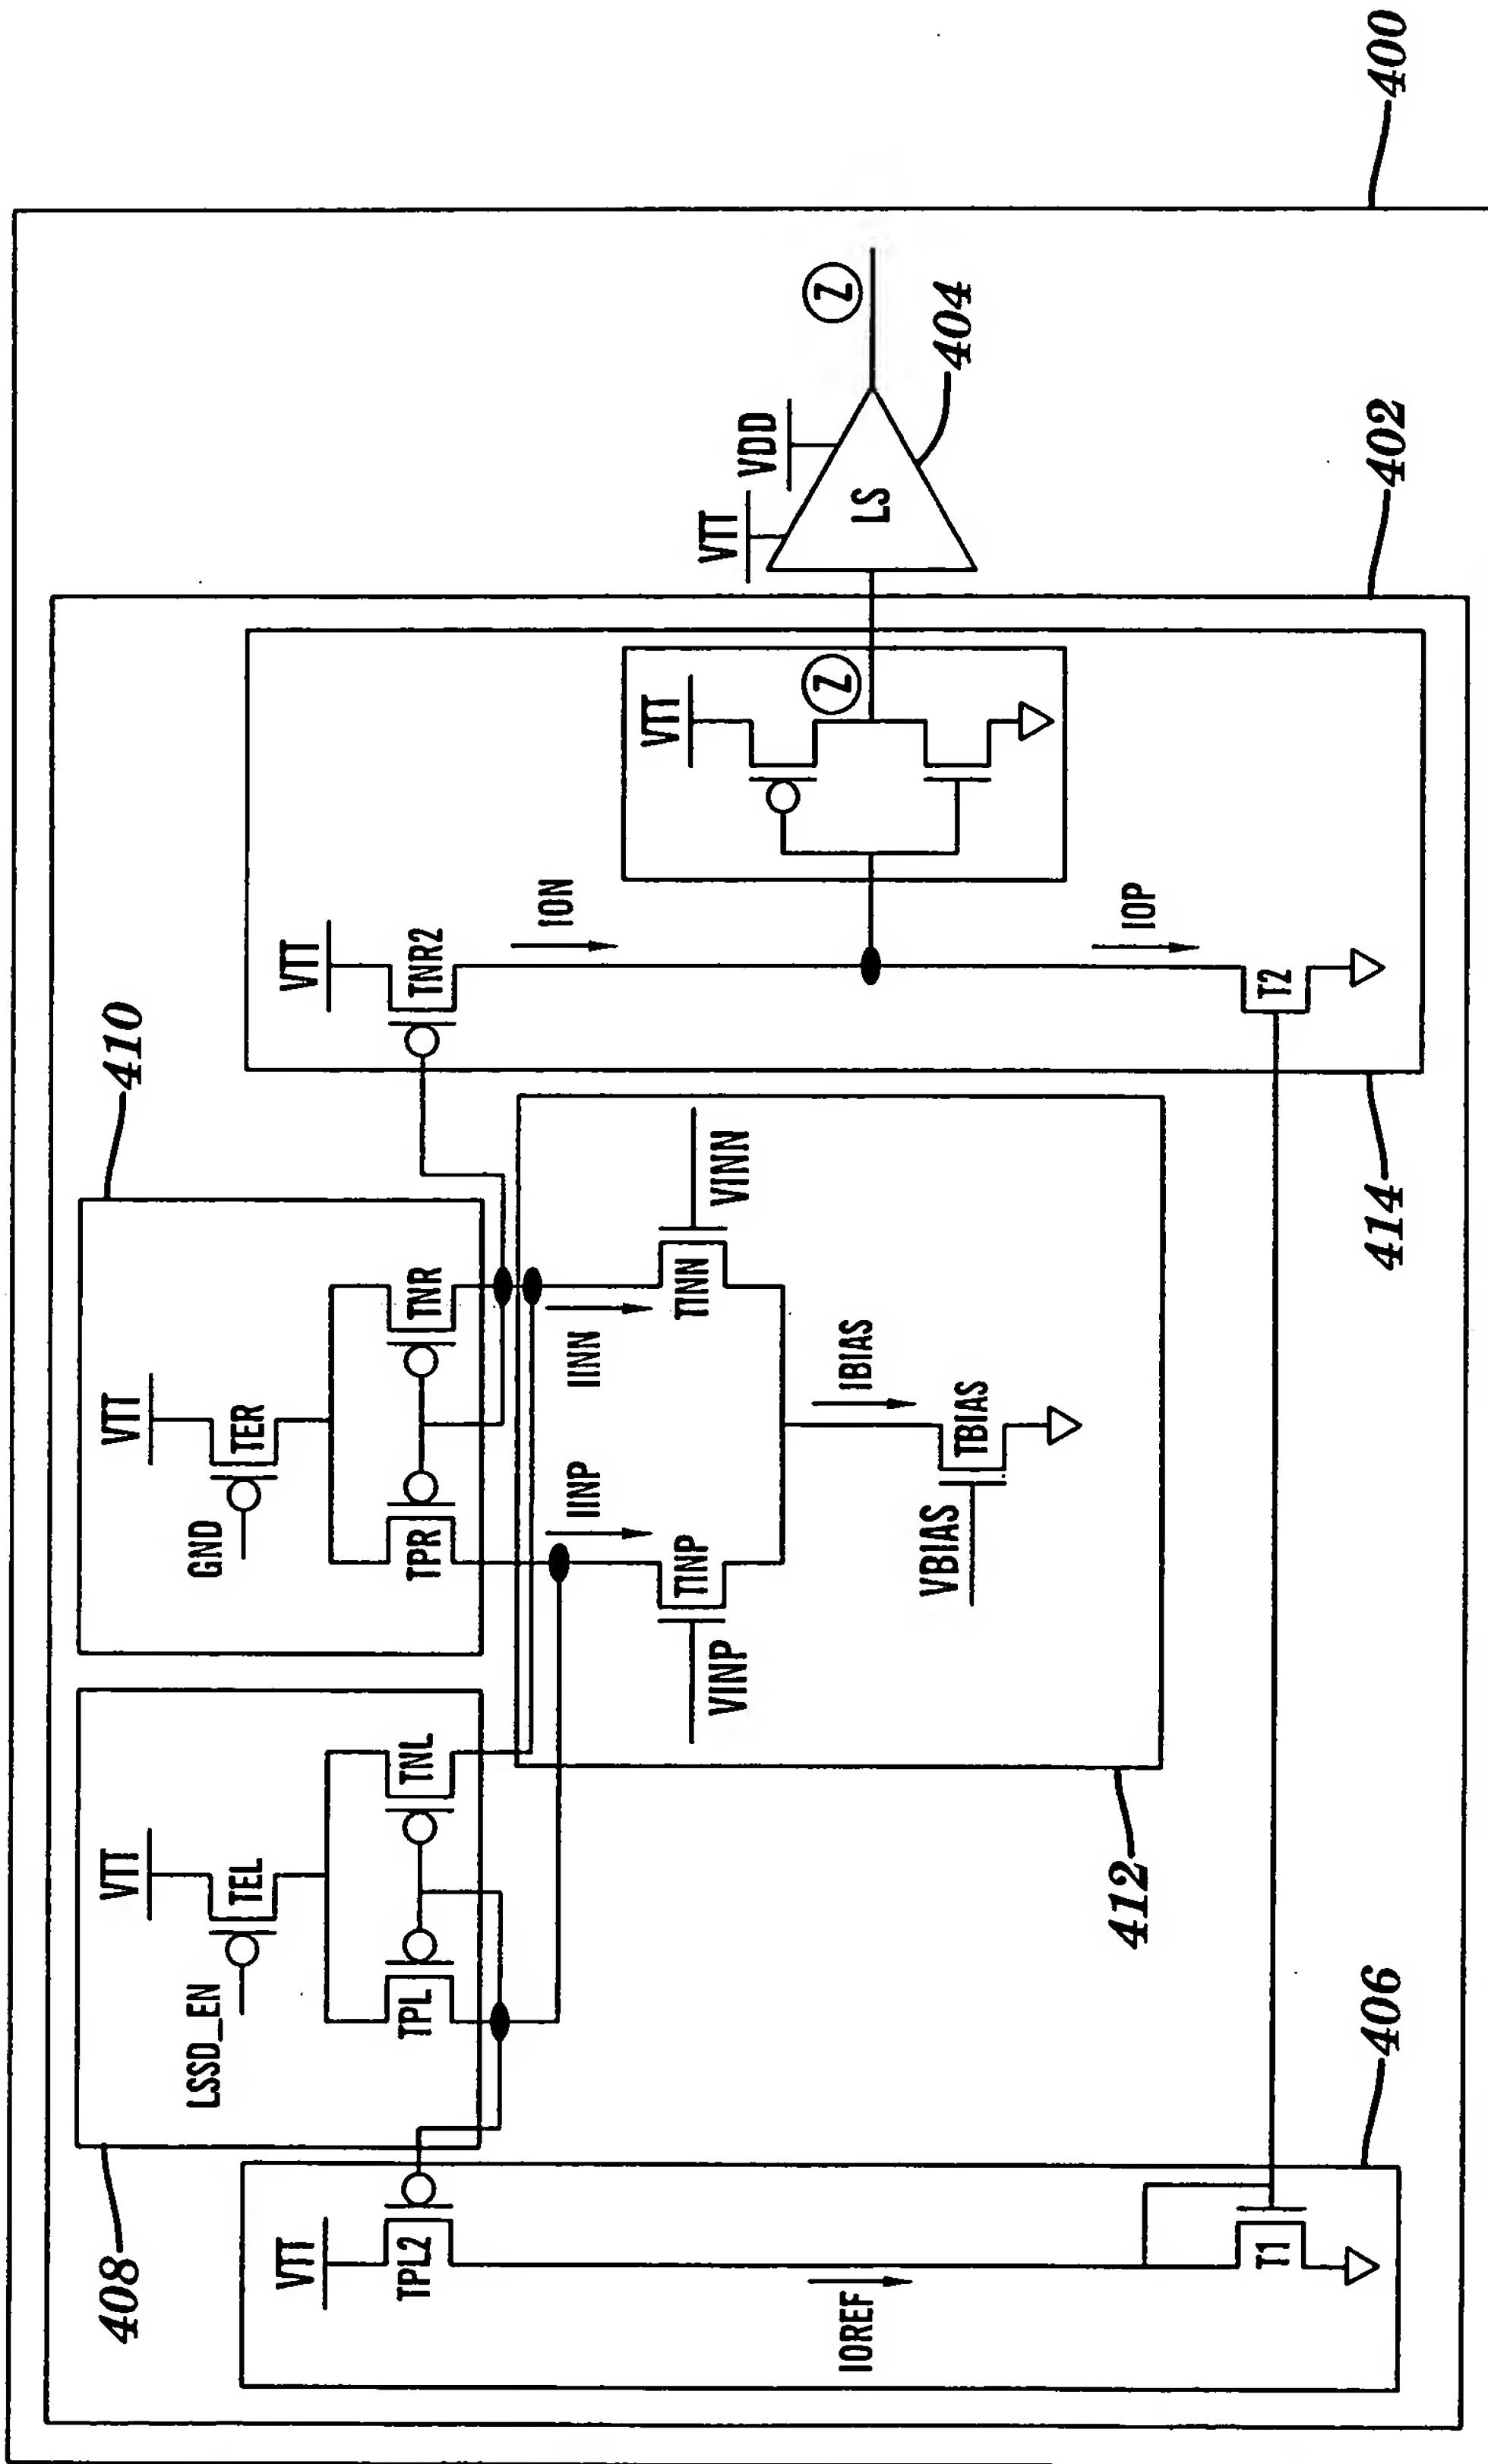 400
402
404
VTT
VDD
LS
Z
410
VTT
GND
TER
TPR
TNR
VTT
TNR2
ION
VTT
Z
IOP
T2
414
408
VTT
LSSD_EN
TEL
TPL
TNL
IINP
IINN
VINP
TINP
TINN
VINN
IBIAS
VBIAS
TBIAS
412
VTT
TPL2
IOREF
T1
406